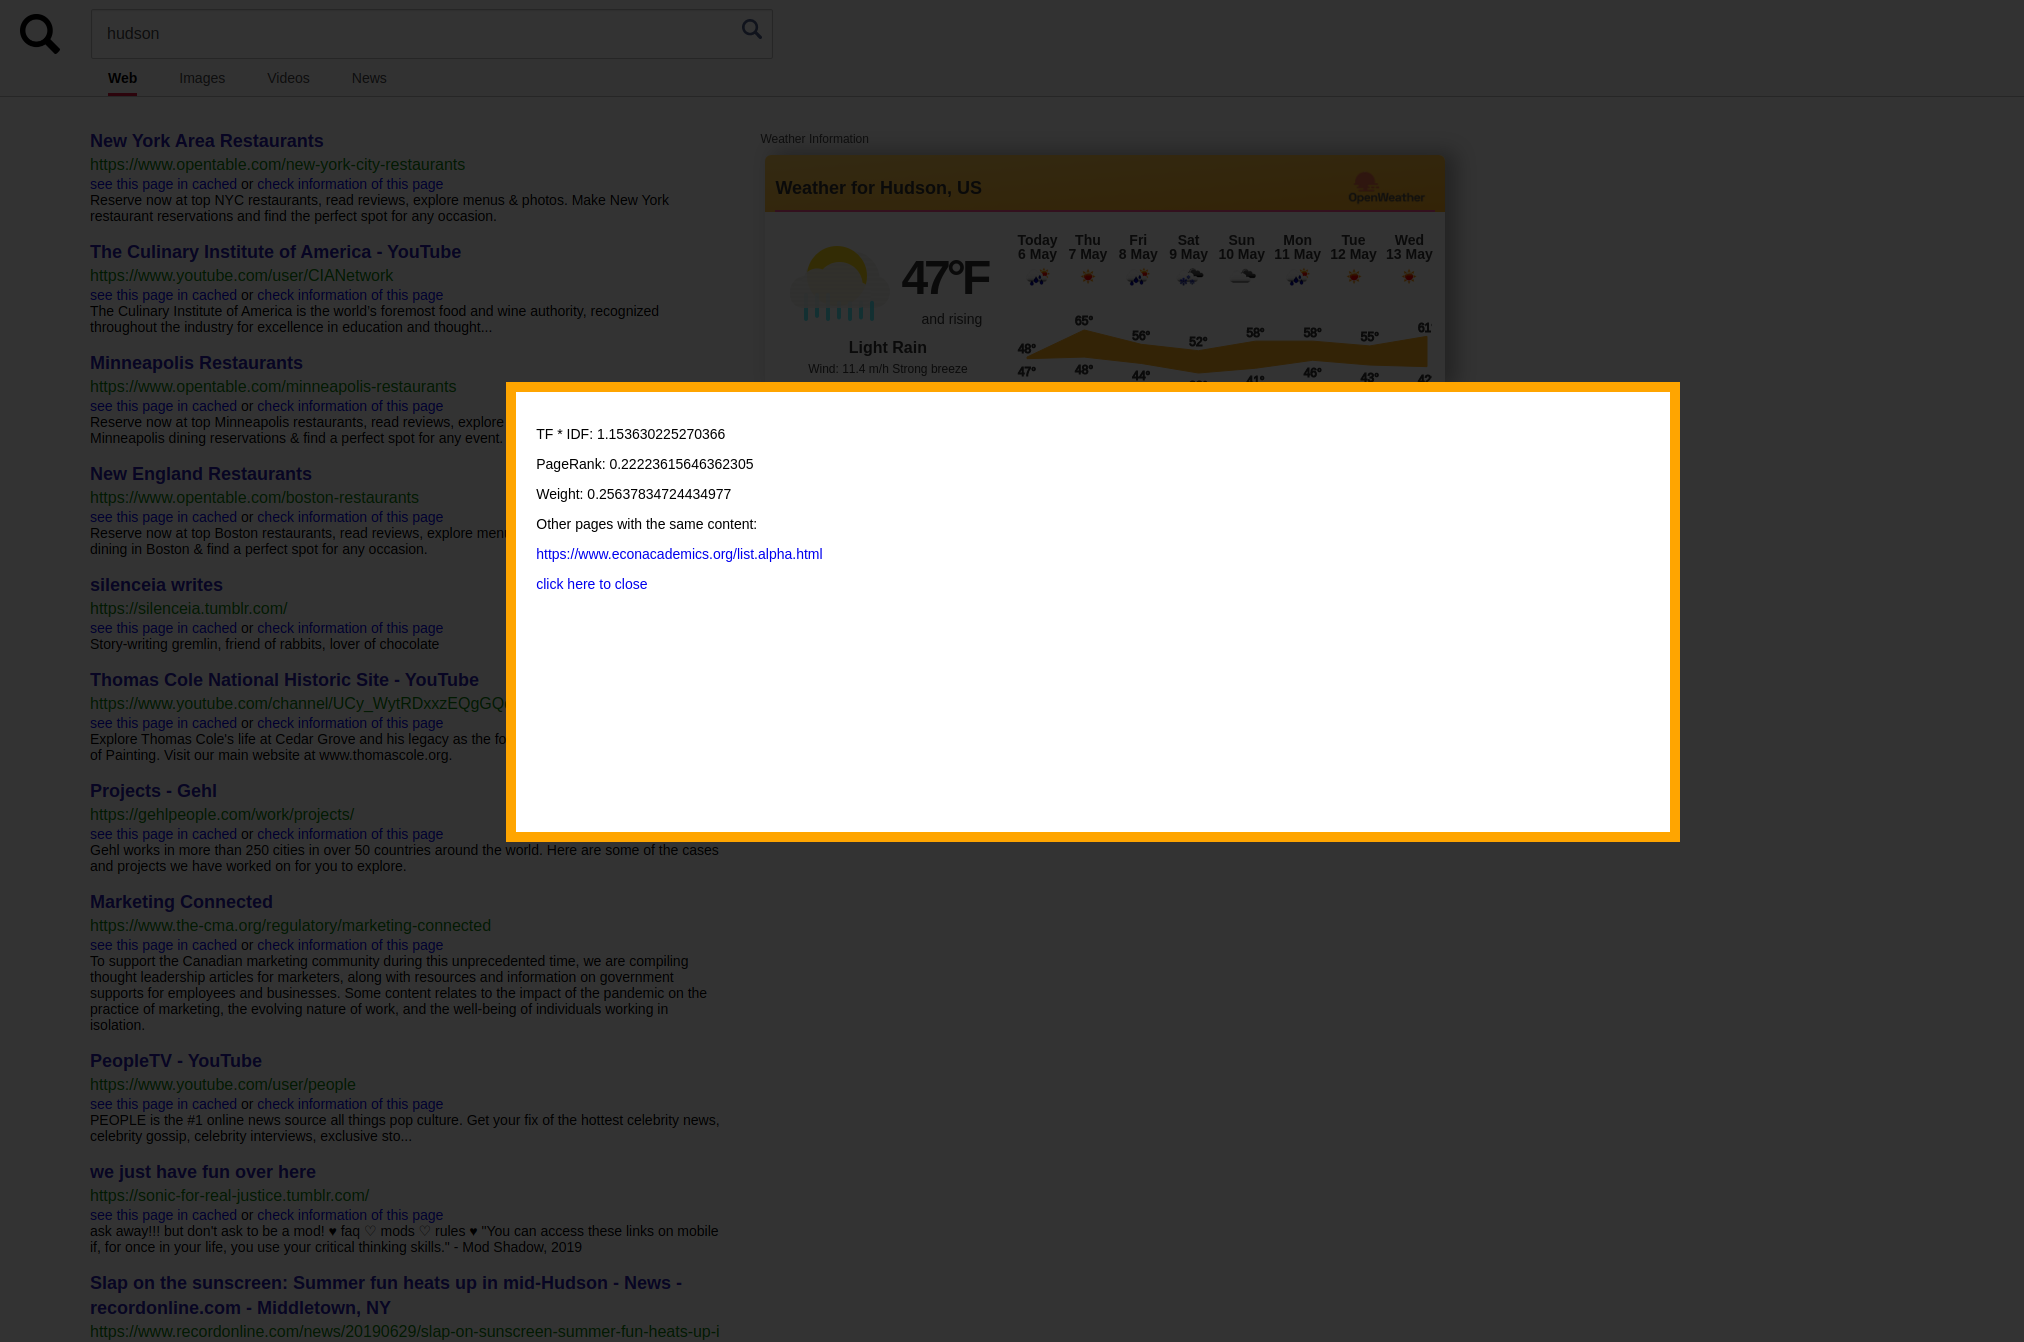 hudson
Web Images Videos News
New York Area Restaurants
https://www.opentable.com/new-york-city-restaurants
see this page in cached or check information of this page
Reserve now at top NYC restaurants, read reviews, explore menus & photos. Make New York
restaurant reservations and find the perfect spot for any occasion.
The Culinary Institute of America - YouTube
https://www.youtube.com/user/CIANetwork
see this page in cached or check information of this page
The Culinary Institute of America is the world's foremost food and wine authority, recognized
throughout the industry for excellence in education and thought...
Minneapolis Restaurants
https://www.opentable.com/minneapolis-restaurants
see this page in cached or check information of this page
Reserve now at top Minneapolis restaurants, read reviews, explore
Minneapolis dining reservations & find a perfect spot for any event.
New England Restaurants
https://www.opentable.com/boston-restaurants
see this page in cached or check information of this page
Reserve now at top Boston restaurants, read reviews, explore
dining in Boston & find a perfect spot for any occasion.
silenceia writes
https://silenceia.tumblr.com/
see this page in cached or check information of this page
Story-writing gremlin, friend of rabbits, lover of chocolate
Thomas Cole National Historic Site - YouTube
https://www.youtube.com/channel/UCy_WytRDxxzEQgGQ
see this page in cached or check information of this page
Explore Thomas Cole's life at Cedar Grove and his legacy as the fo
of Painting. Visit our main website at www.thomascole.org.
Projects - Gehl
https://gehlpeople.com/work/projects/
see this page in cached or check information of this page
Gehl works in more than 250 cities in over 50 countries around the world. Here are some of the cases
and projects we have worked on for you to explore.
Marketing Connected
https://www.the-cma.org/regulatory/marketing-connected
see this page in cached or check information of this page
To support the Canadian marketing community during this unprecedented time, we are compiling
thought leadership articles for marketers, along with resources and information on government
supports for employees and businesses. Some content relates to the impact of the pandemic on the
practice of marketing, the evolving nature of work, and the well-being of individuals working in
isolation.
PeopleTV - YouTube
https://www.youtube.com/user/people
see this page in cached or check information of this page
PEOPLE is the #1 online news source all things pop culture. Get your fix of the hottest celebrity news,
celebrity gossip, celebrity interviews, exclusive sto...
we just have fun over here
https://sonic-for-real-justice.tumblr.com/
see this page in cached or check information of this page
ask away!!! but don't ask to be a mod! ♥ faq ♡ mods ♡ rules ♥ "You can access these links on mobile
if, for once in your life, you use your critical thinking skills." - Mod Shadow, 2019
Slap on the sunscreen: Summer fun heats up in mid-Hudson - News -
recordonline.com - Middletown, NY
https://www.recordonline.com/news/20190629/slap-on-sunscreen-summer-fun-heats-up-i
Weather Information
Weather for Hudson, US
OpenWeather
47°F
and rising
Light Rain
Wind: 11.4 m/h Strong breeze
Today Thu Fri Sat Sun Mon Tue Wed
6 May 7 May 8 May 9 May 10 May 11 May 12 May 13 May
48° 65° 56° 52° 58° 58° 55° 61
47° 48° 44° 41° 46° 43° 42
TF * IDF: 1.153630225270366
PageRank: 0.22223615646362305
Weight: 0.25637834724434977
Other pages with the same content:
https://www.econacademics.org/list.alpha.html
click here to close